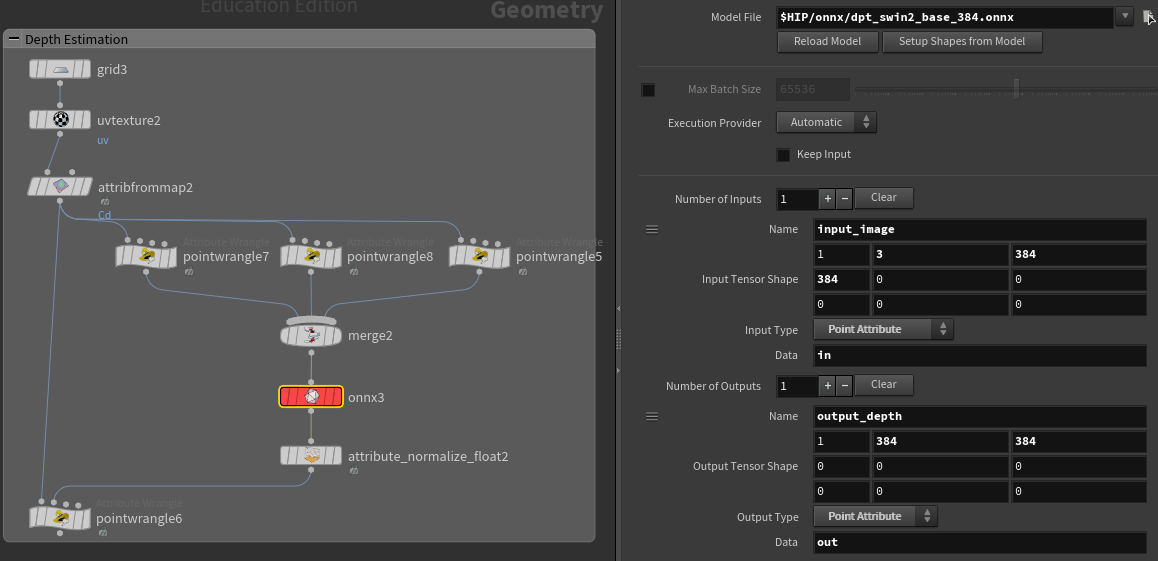 Education Edition
Geometry
Depth Estimation
grid3
uvtexture2
uv
attribfrommap2
Cd
Attribute Wrangle
pointwrangle7
Attribute Wrangle
pointwrangle8
Attribute Wrangle
pointwrangle5
merge2
onnx3
attribute_normalize_float2
Attribute Wrangle
pointwrangle6
Model File $HIP/onnx/dpt_swin2_base_384.onnx
Reload Model Setup Shapes from Model
Max Batch Size 65536
Execution Provider Automatic
Keep Input
Number of Inputs 1 + − Clear
Name input_image
1 3 384
Input Tensor Shape 384 0 0
0 0 0
Input Type Point Attribute
Data in
Number of Outputs 1 + − Clear
Name output_depth
1 384 384
Output Tensor Shape 0 0 0
0 0 0
Output Type Point Attribute
Data out